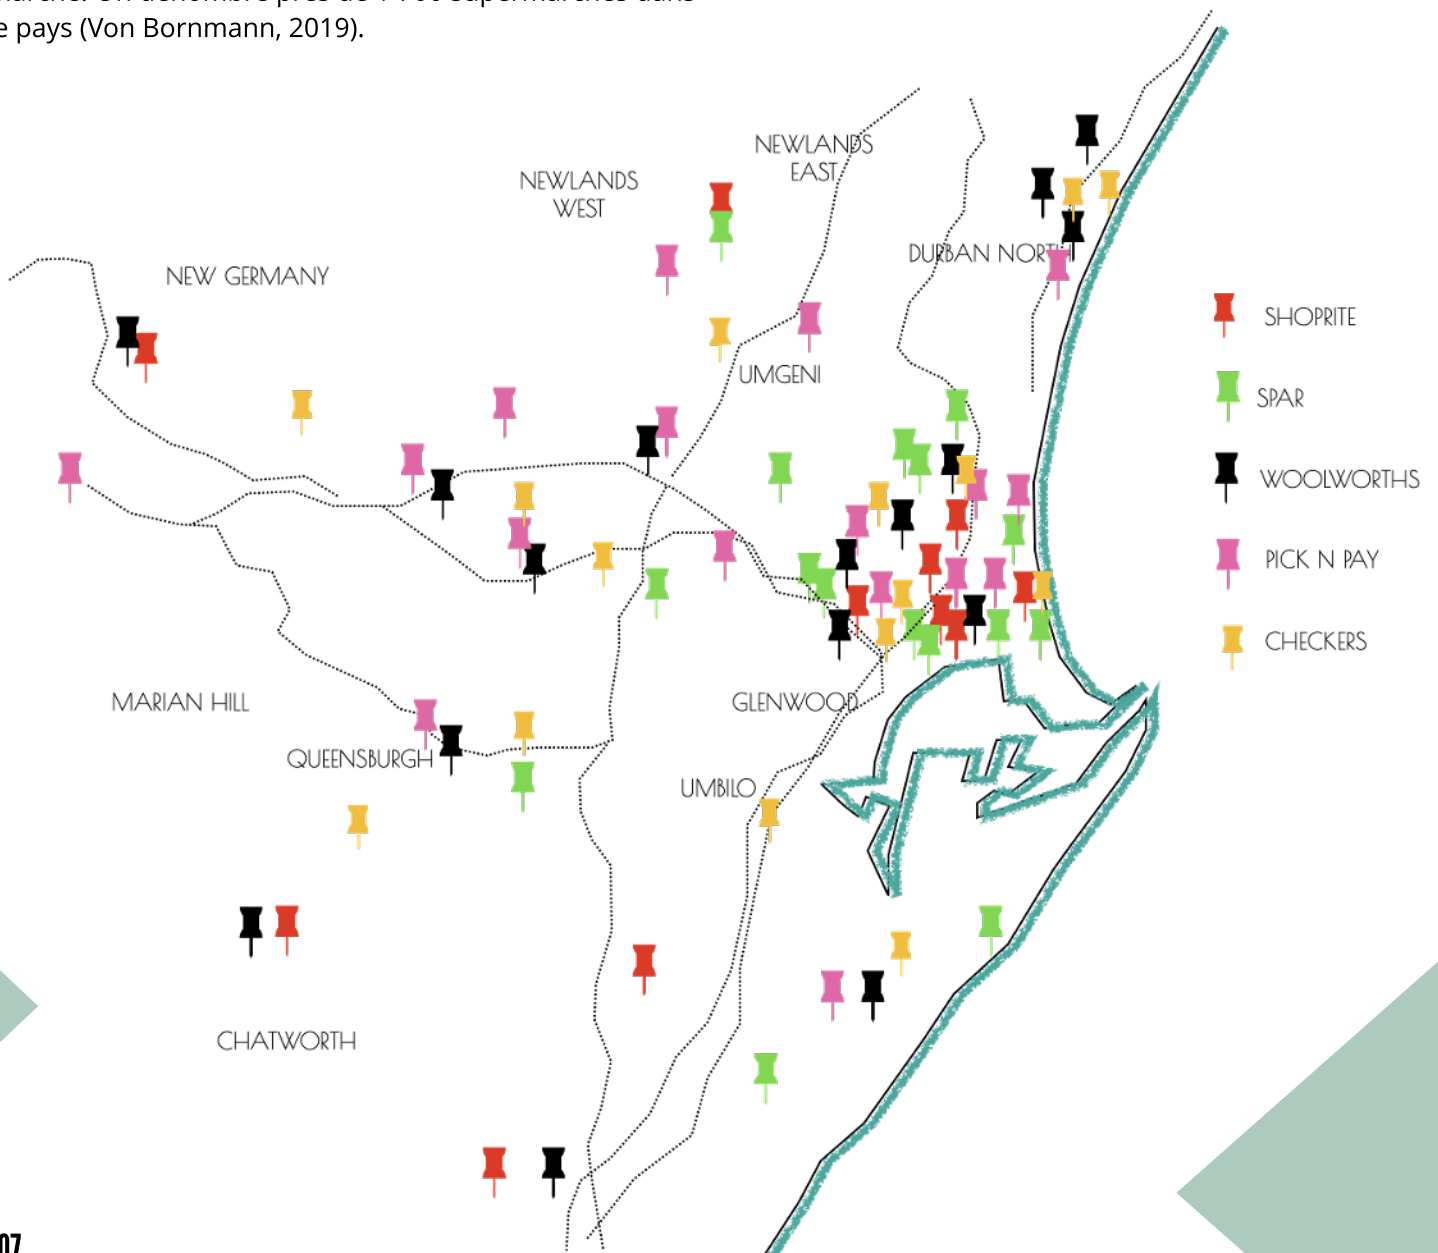 pays (Von Bornmann, 2019).
NEWLANDS
EAST
NEWLANDS
WEST
DURBAN NORTH
NEW GERMANY
SHOPRITE
UMGENI
SPAR
WOOLWORTHS
PICK N PAY
CHECKERS
MARIAN HILL
GLENWOOD
QUEENSBURGH
UMBILO
CHATWORTH
07